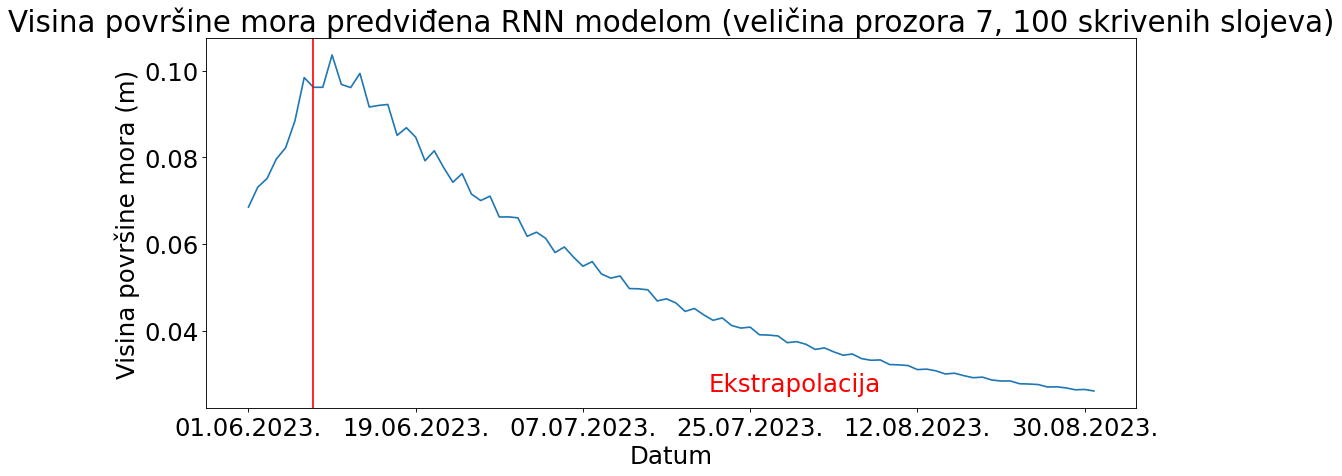 Visina površine mora predviđena RNN modelom (veličina prozora 7, 100 skrivenih slojeva)
Visina površine mora (m)
0.10
0.08
0.06
0.04
Ekstrapolacija
01.06.2023. 19.06.2023. 07.07.2023. 25.07.2023. 12.08.2023. 30.08.2023.
Datum